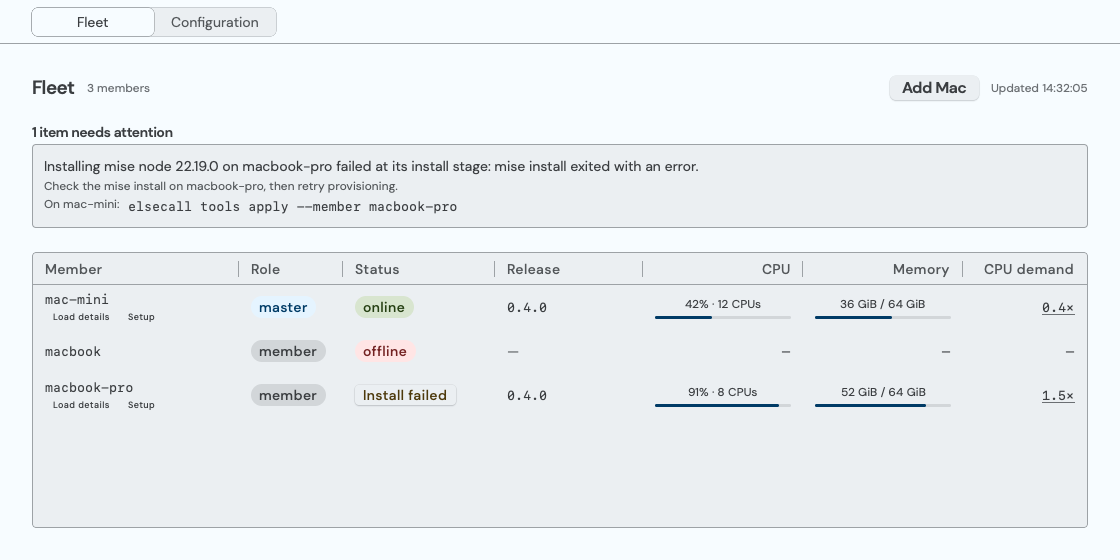 Fleet Configuration
Fleet 3 members Add Mac Updated 14:32:05
1 item needs attention
Installing mise node 22.19.0 on macbook-pro failed at its install stage: mise install exited with an error.
Check the mise install on macbook-pro, then retry provisioning.
On mac-mini: elsecall tools apply --member macbook-pro
Member Role Status Release CPU Memory CPU demand
mac-mini master online 0.4.0 42% · 12 CPUs 36 GiB / 64 GiB 0.4×
Load details Setup
macbook member offline — — — —
macbook-pro member Install failed 0.4.0 91% · 8 CPUs 52 GiB / 64 GiB 1.5×
Load details Setup